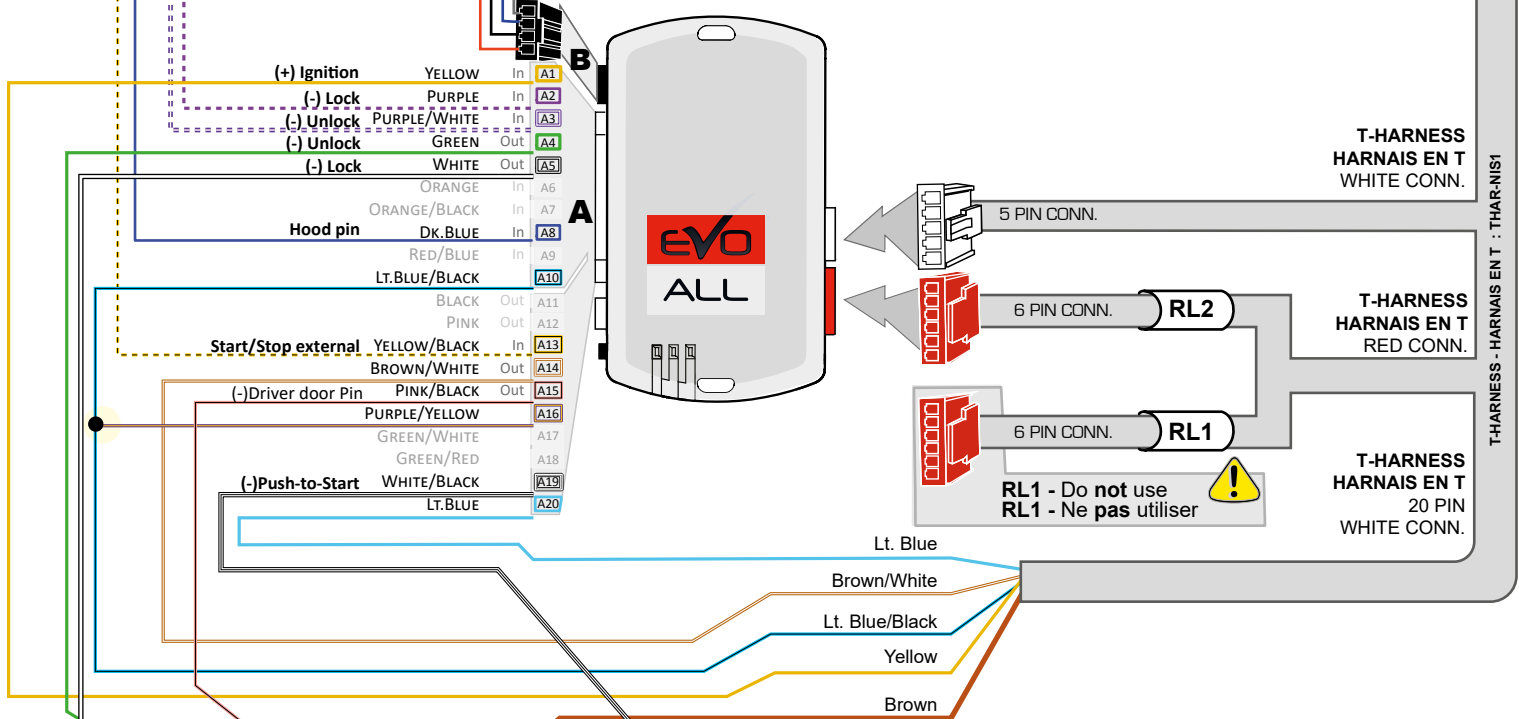 B
(+) Ignition YELLOW In A1
(-) Lock PURPLE In A2
(-) Unlock PURPLE/WHITE In A3
(-) Unlock GREEN Out A4
(-) Lock WHITE Out A5
ORANGE In A6
ORANGE/BLACK In A7
A
Hood pin DK.BLUE In A8
RED/BLUE In A9
LT.BLUE/BLACK A10
BLACK Out A11
PINK Out A12
Start/Stop external YELLOW/BLACK In A13
BROWN/WHITE Out A14
(-)Driver door Pin PINK/BLACK Out A15
PURPLE/YELLOW A16
GREEN/WHITE A17
GREEN/RED A18
(-)Push-to-Start WHITE/BLACK A19
LT.BLUE A20
EVO
ALL
5 PIN CONN.
6 PIN CONN.
RL2
6 PIN CONN.
RL1
RL1 - Do not use
RL1 - Ne pas utiliser
T-HARNESS
HARNAIS EN T
WHITE CONN.
T-HARNESS
HARNAIS EN T
RED CONN.
T-HARNESS
HARNAIS EN T
20 PIN
WHITE CONN.
T-HARNESS - HARNAIS EN T : THAR-NIS1
Lt. Blue
Brown/White
Lt. Blue/Black
Yellow
Brown